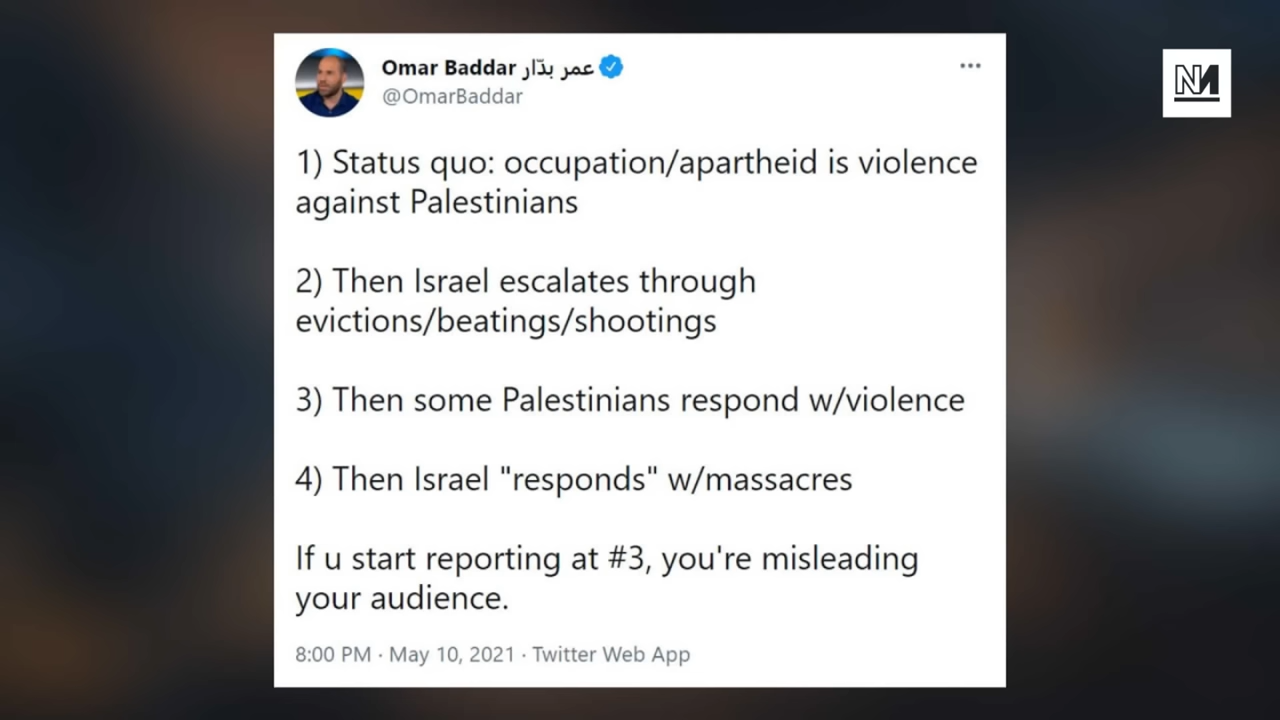 Omar Baddar عمر بدّار
@OmarBaddar
1) Status quo: occupation/apartheid is violence
against Palestinians
2) Then Israel escalates through
evictions/beatings/shootings
3) Then some Palestinians respond w/violence
4) Then Israel "responds" w/massacres
If u start reporting at #3, you're misleading
your audience.
8:00 PM · May 10, 2021 · Twitter Web App
NM